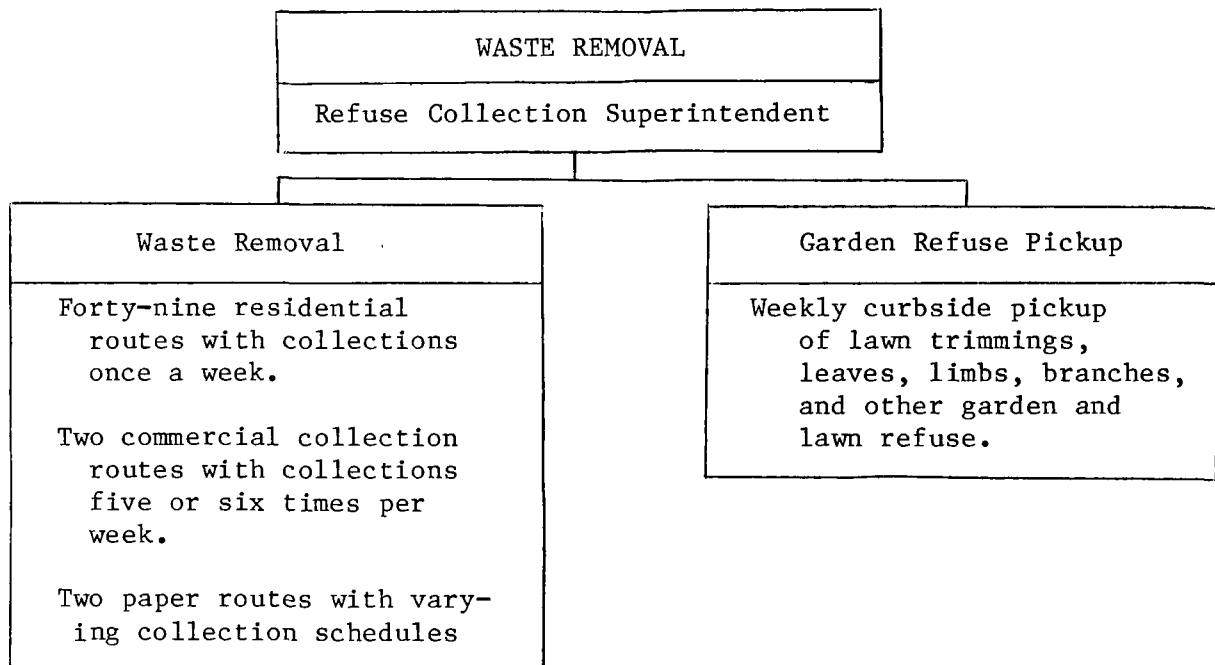 WASTE REMOVAL
Refuse Collection Superintendent
Waste Removal
Forty-nine residential
routes with collections
once a week.
Two commercial collection
routes with collections
five or six times per
week.
Two paper routes with vary-
ing collection schedules
Garden Refuse Pickup
Weekly curbside pickup
of lawn trimmings,
leaves, limbs, branches,
and other garden and
lawn refuse.